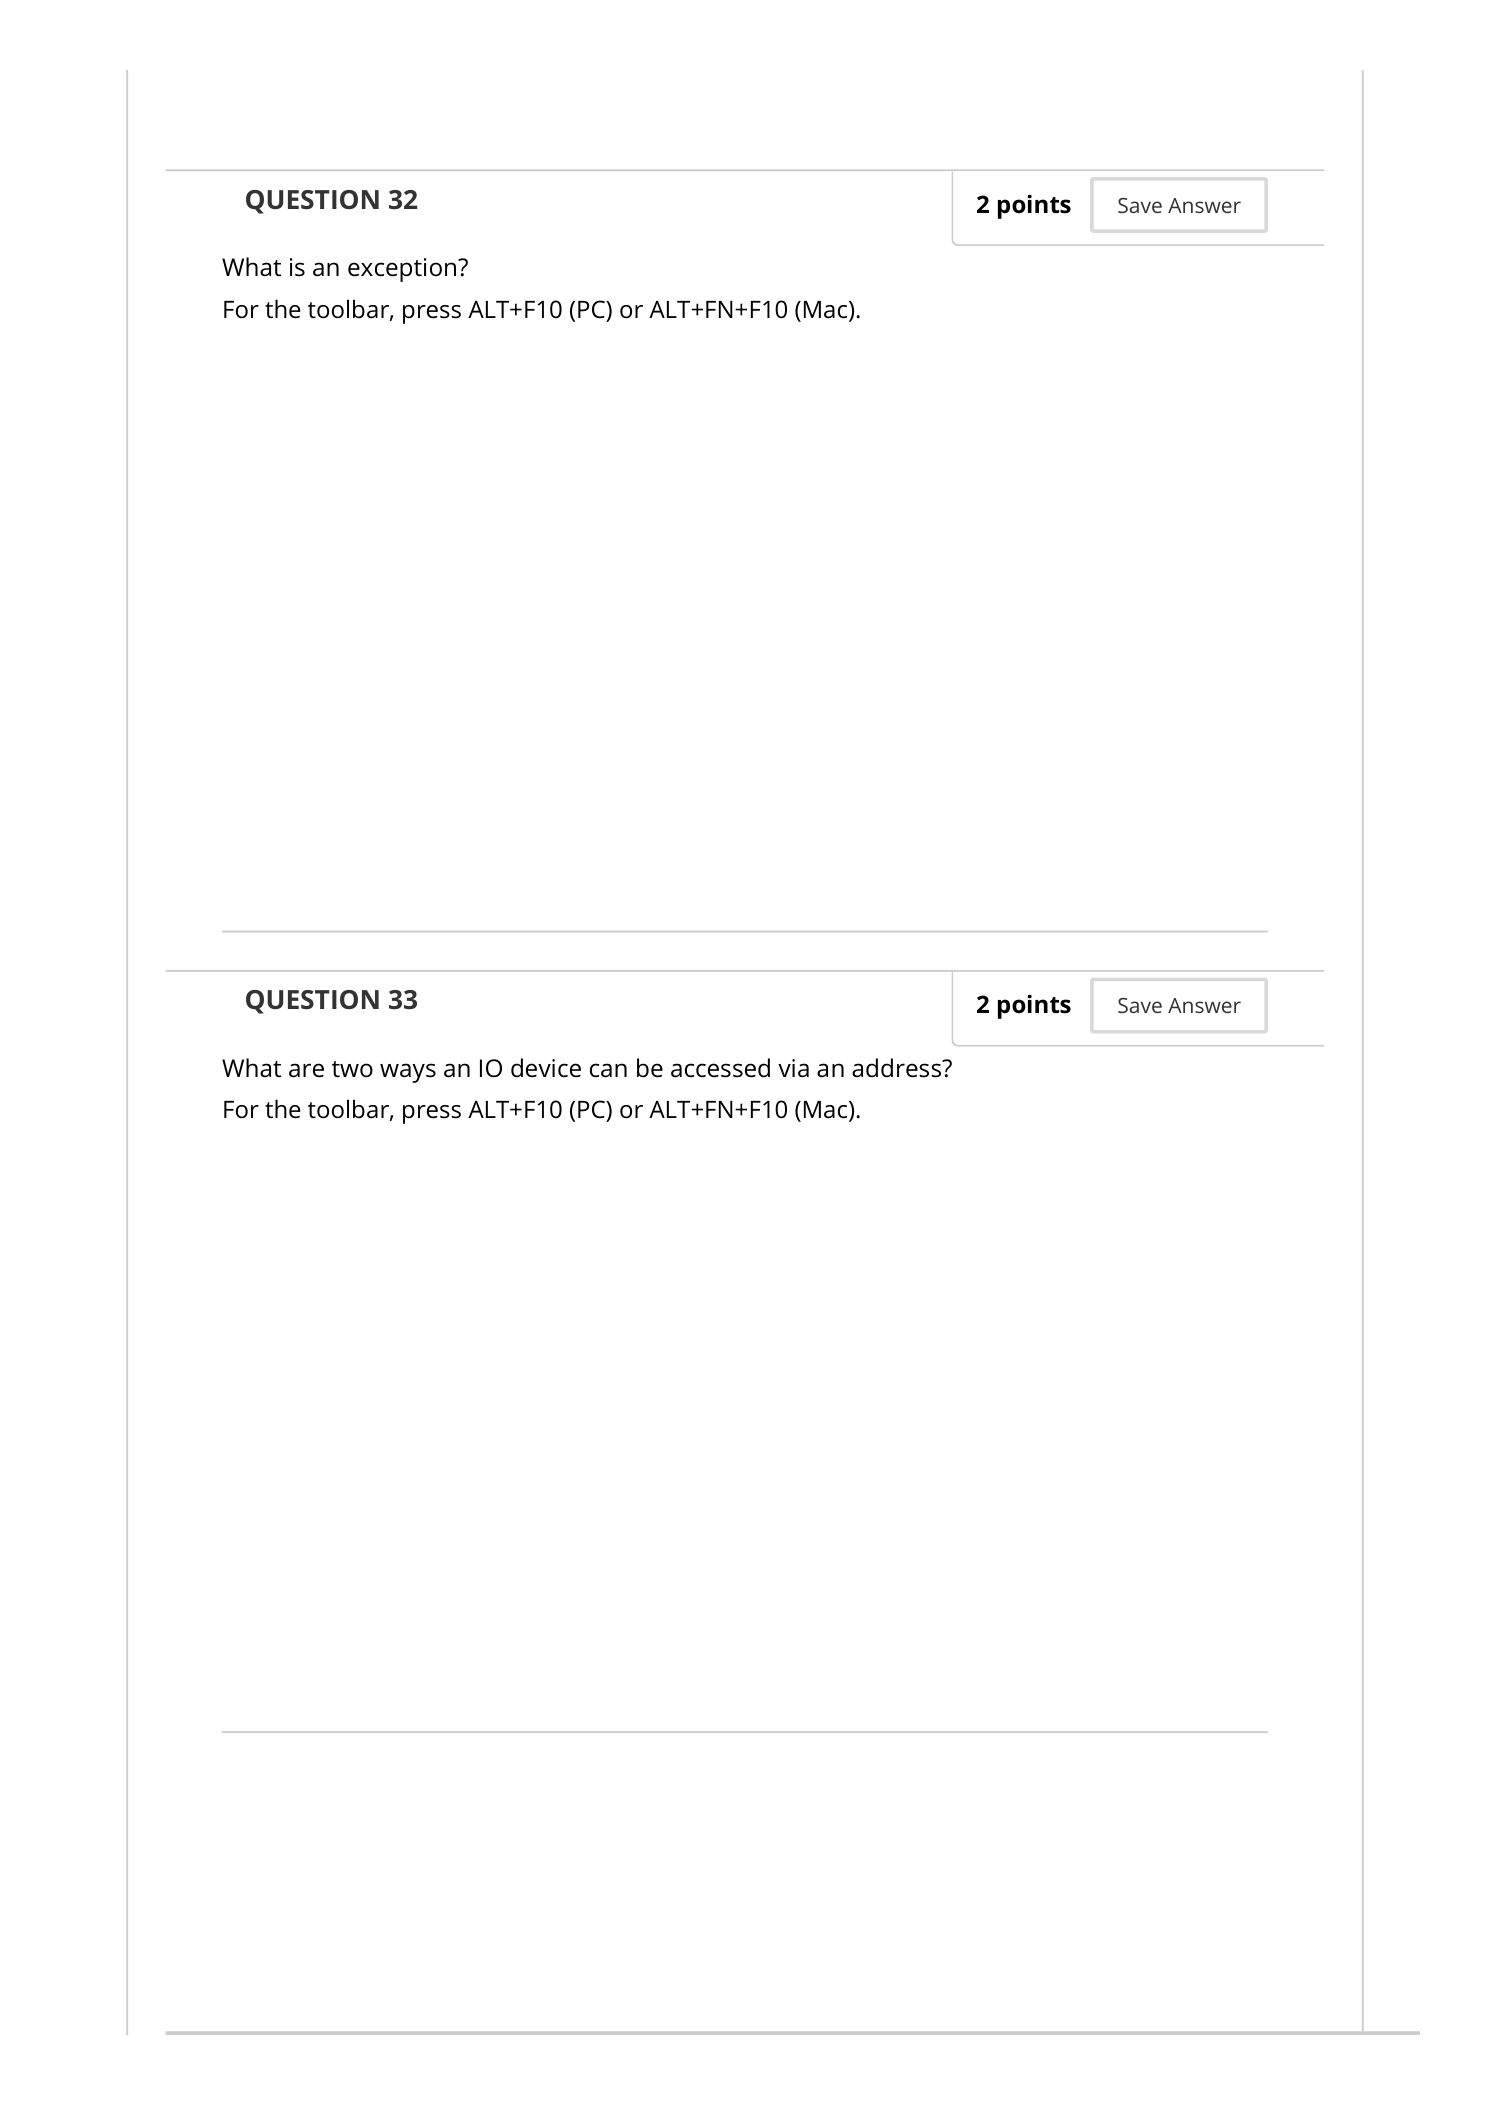 QUESTION 32
2 points
Save Answer
What is an exception?
For the toolbar, press ALT+F10 (PC) or ALT+FN+F10 (Mac).
QUESTION 33
2 points
Save Answer
What are two ways an IO device can be accessed via an address?
For the toolbar, press ALT+F10 (PC) or ALT+FN+F10 (Mac).